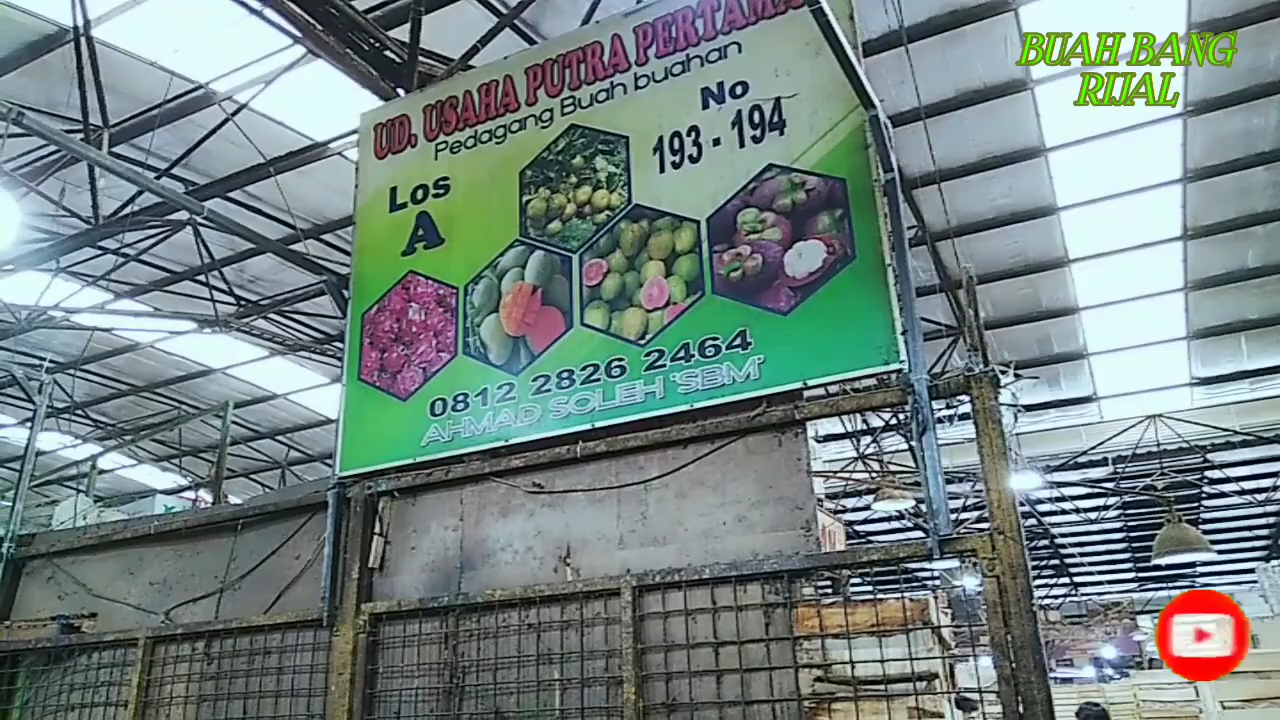 BUAH BANG
RIJAL
UD. USAHA PUTRA PERTAMA
Pedagang Buah buahan
Los
A
No
193 - 194
0812 2826 2464
AHMAD SOLEH "SBM"